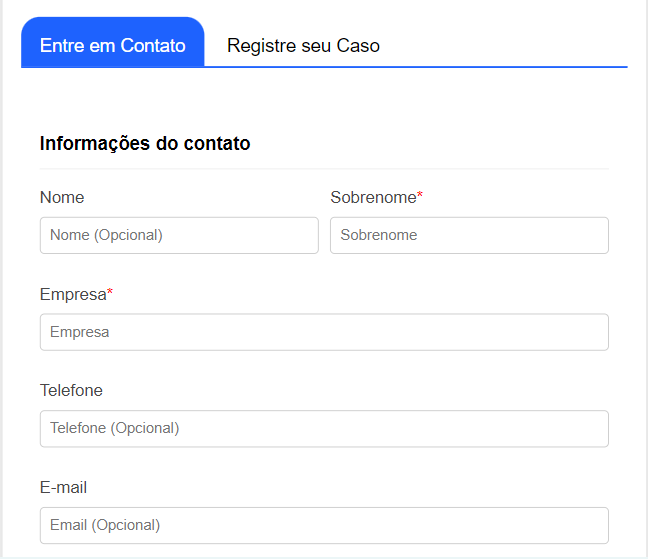 Entre em Contato Registre seu Caso
Informações do contato
Nome Sobrenome*
Nome (Opcional) Sobrenome
Empresa*
Empresa
Telefone
Telefone (Opcional)
E-mail
Email (Opcional)